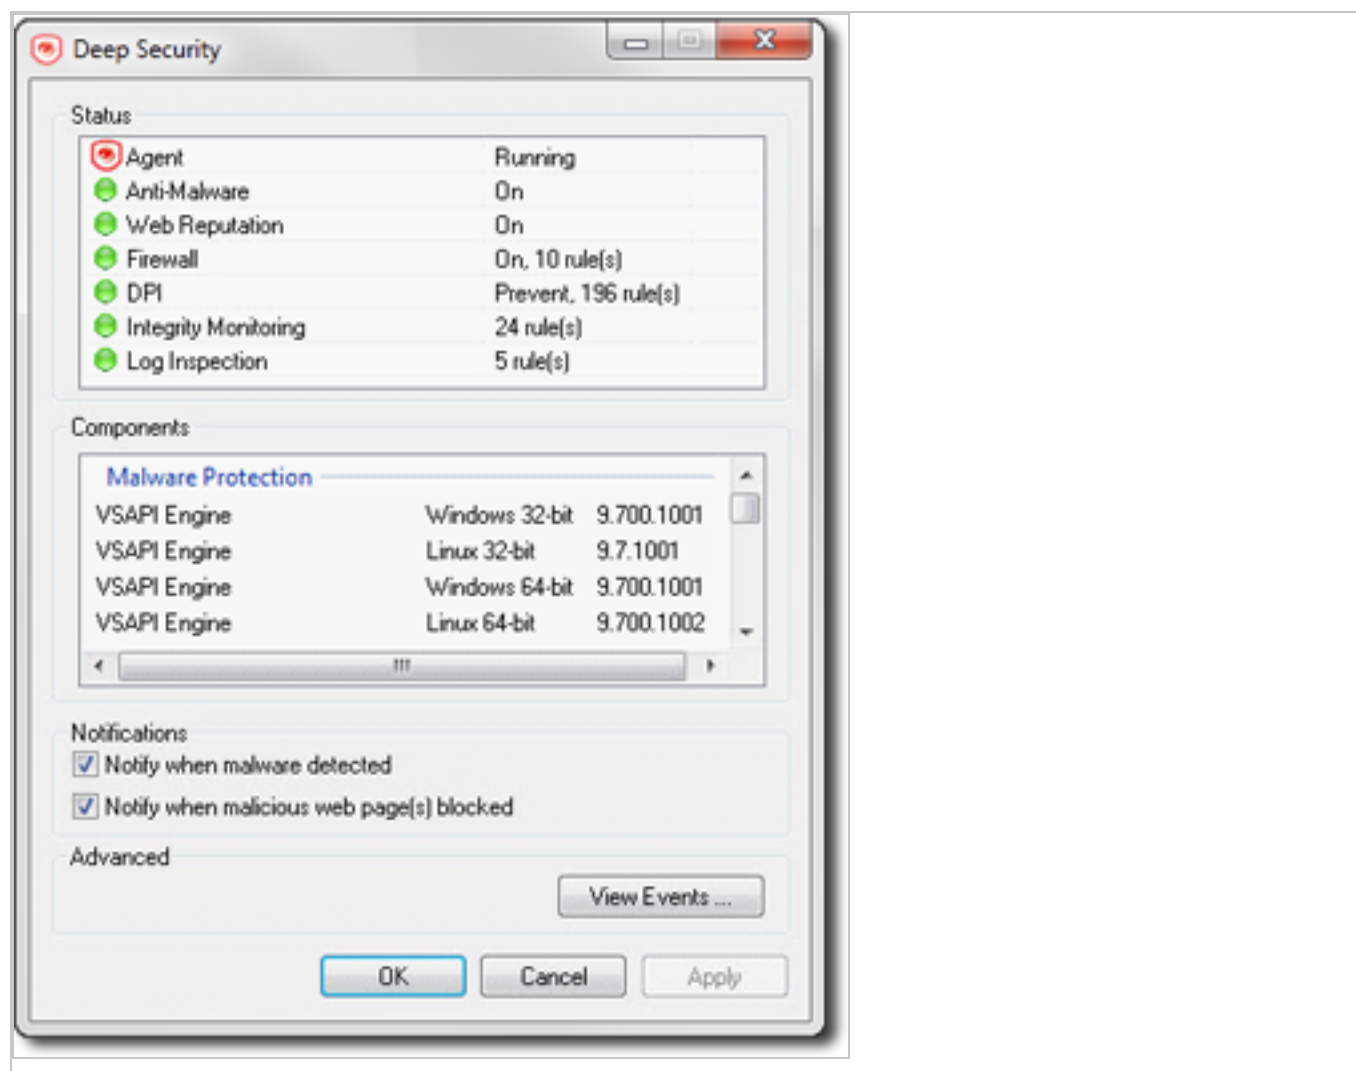 Deep Security
Status
Agent Running
Anti-Malware On
Web Reputation On
Firewall On, 10 rule(s)
DPI Prevent, 196 rule(s)
Integrity Monitoring 24 rule(s)
Log Inspection 5 rule(s)
Components
Malware Protection
VSAPI Engine Windows 32-bit 9.700.1001
VSAPI Engine Linux 32-bit 9.7.1001
VSAPI Engine Windows 64-bit 9.700.1001
VSAPI Engine Linux 64-bit 9.700.1002
Notifications
Notify when malware detected
Notify when malicious web page(s) blocked
Advanced
View Events ...
OK Cancel Apply